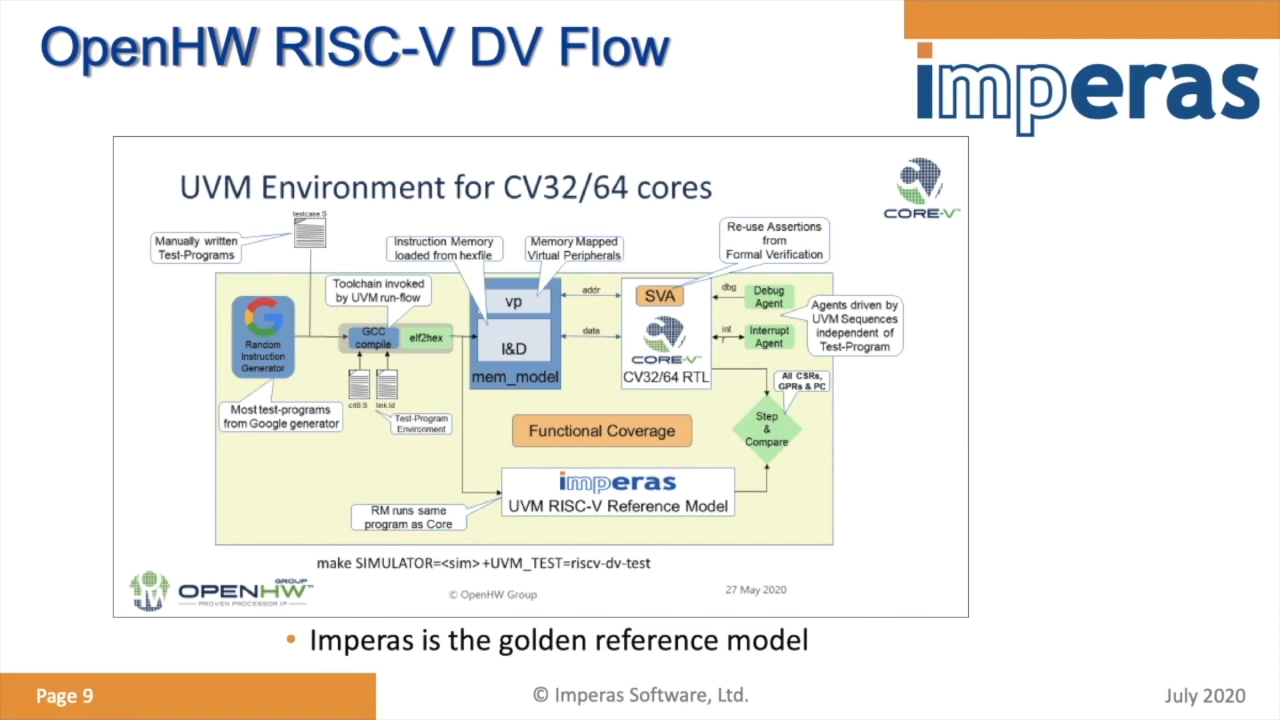 OpenHW RISC-V DV Flow
imperas
UVM Environment for CV32/64 cores
CORE-V™
testcase.S
Manually written
Test-Programs
Instruction Memory
loaded from hexfile
Memory Mapped
Virtual Peripherals
Re-use Assertions
from
Formal Verification
Toolchain invoked
by UVM run-flow
Random
Instruction
Generator
GCC
compile
elf2hex
vp
I&D
mem_model
addr
data
SVA
CORE-V™
CV32/64 RTL
dbg
Debug
Agent
int
r
Interrupt
Agent
Agents driven by
UVM Sequences
independent of
Test-Program
All CSRs,
GPRs & PC
crt0.S
link.ld
Most test-programs
from Google generator
Test-Program
Environment
Functional Coverage
Step
&
Compare
imperas
UVM RISC-V Reference Model
RM runs same
program as Core
make SIMULATOR=<sim> +UVM_TEST=riscv-dv-test
OPENHW™
GROUP
PROVEN PROCESSOR IP
© OpenHW Group
27 May 2020
• Imperas is the golden reference model
Page 9
© Imperas Software, Ltd.
July 2020